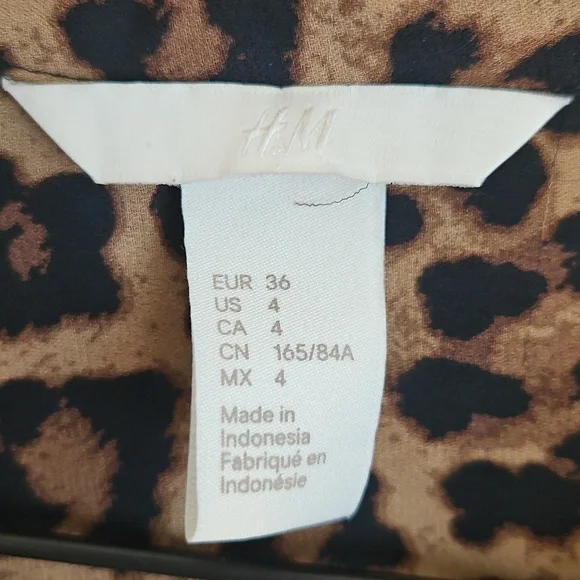 H&M
EUR 36
US 4
CA 4
CN 165/84A
MX 4
Made in
Indonesia
Fabriqué en
Indonésie